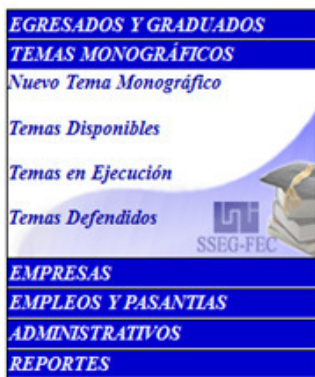 EGRESADOS Y GRADUADOS
TEMAS MONOGRÁFICOS
Nuevo Tema Monográfico
Temas Disponibles
Temas en Ejecución
Temas Defendidos
uni
SSEG-FEC
EMPRESAS
EMPLEOS Y PASANTIAS
ADMINISTRATIVOS
REPORTES